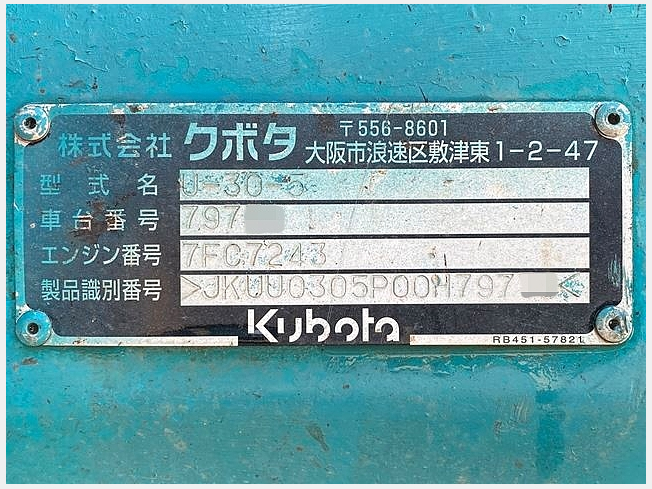 株式会社 クボタ 〒556-8601
大阪市浪速区敷津東1-2-47
型式名 U-30-5
車台番号 797
エンジン番号 7FC7243
製品識別番号 >JKUU0305P00H797<
Kubota
RB451-57821